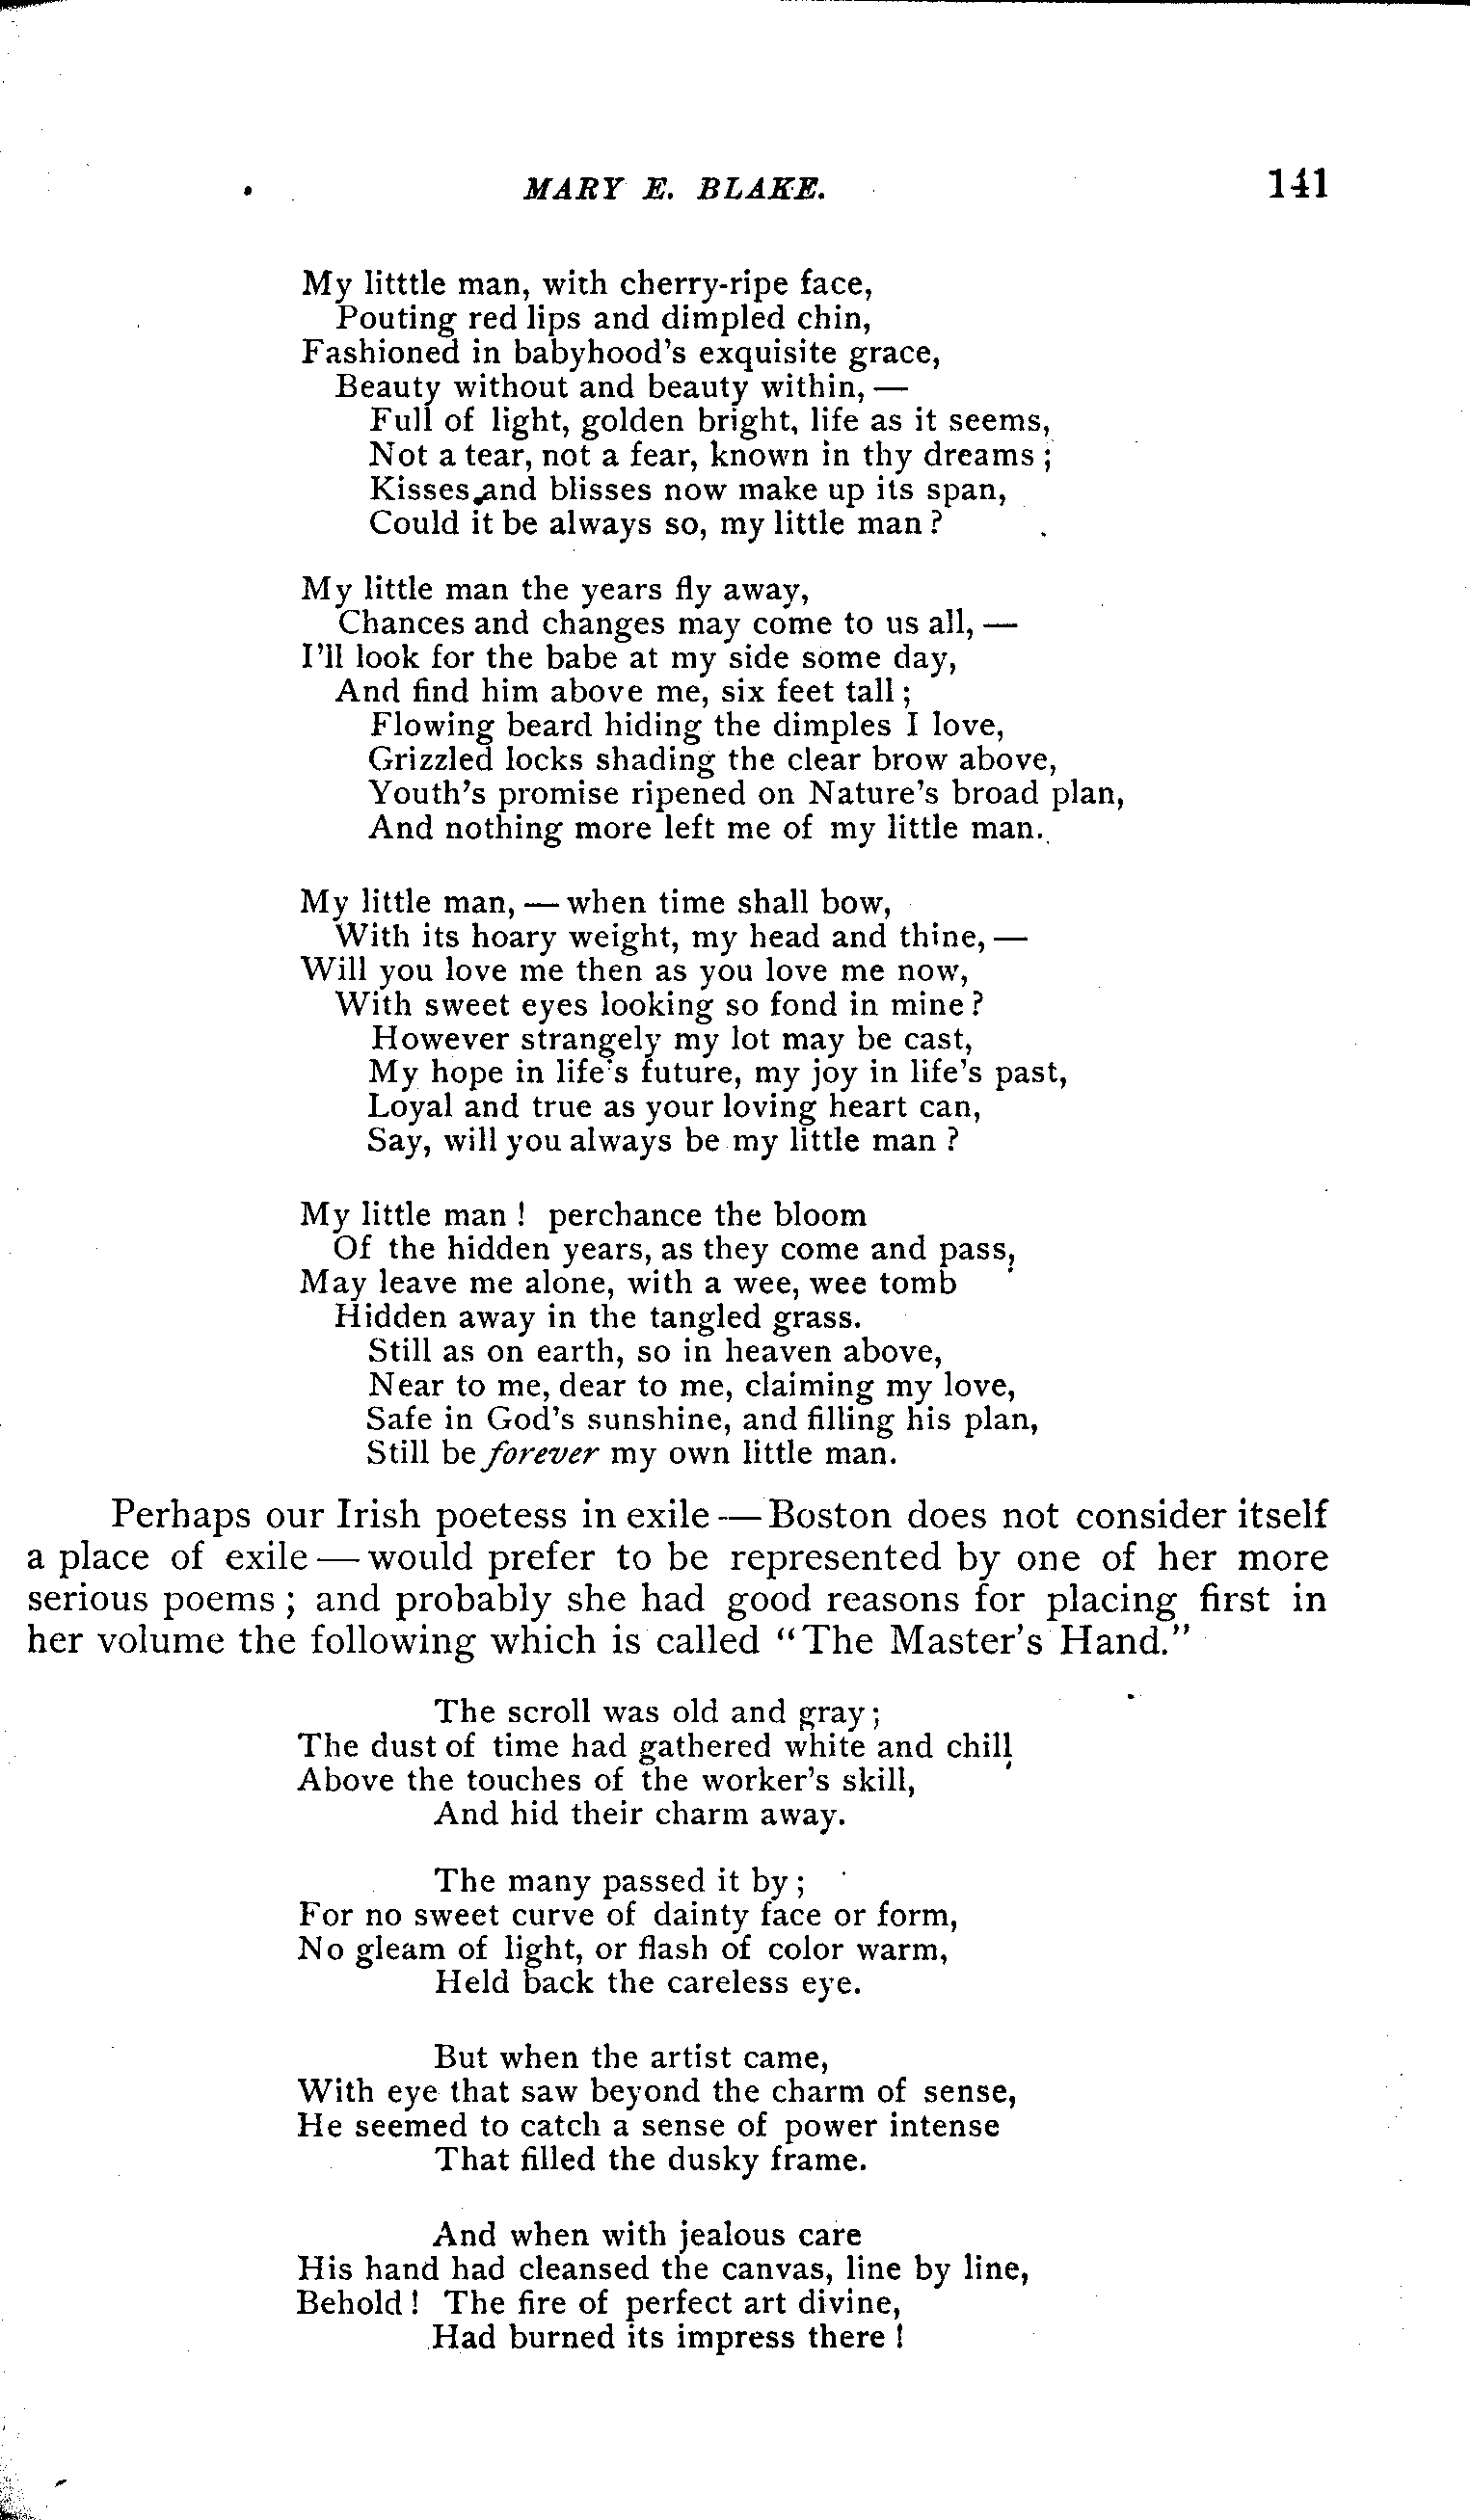 MARY E. BLAKE. 141
My litttle man, with cherry-ripe face,
Pouting red lips and dimpled chin,
Fashioned in babyhood's exquisite grace,
Beauty without and beauty within, —
Full of light, golden bright, life as it seems,
Not a tear, not a fear, known in thy dreams;
Kisses and blisses now make up its span,
Could it be always so, my little man?
My little man the years fly away,
Chances and changes may come to us all, —
I'll look for the babe at my side some day,
And find him above me, six feet tall;
Flowing beard hiding the dimples I love,
Grizzled locks shading the clear brow above,
Youth's promise ripened on Nature's broad plan,
And nothing more left me of my little man.
My little man, — when time shall bow,
With its hoary weight, my head and thine, —
Will you love me then as you love me now,
With sweet eyes looking so fond in mine?
However strangely my lot may be cast,
My hope in life's future, my joy in life's past,
Loyal and true as your loving heart can,
Say, will you always be my little man?
My little man! perchance the bloom
Of the hidden years, as they come and pass,
May leave me alone, with a wee, wee tomb
Hidden away in the tangled grass.
Still as on earth, so in heaven above,
Near to me, dear to me, claiming my love,
Safe in God's sunshine, and filling his plan,
Still be forever my own little man.
Perhaps our Irish poetess in exile — Boston does not consider itself
a place of exile — would prefer to be represented by one of her more
serious poems; and probably she had good reasons for placing first in
her volume the following which is called "The Master's Hand."
The scroll was old and gray;
The dust of time had gathered white and chill
Above the touches of the worker's skill,
And hid their charm away.
The many passed it by;
For no sweet curve of dainty face or form,
No gleam of light, or flash of color warm,
Held back the careless eye.
But when the artist came,
With eye that saw beyond the charm of sense,
He seemed to catch a sense of power intense
That filled the dusky frame.
And when with jealous care
His hand had cleansed the canvas, line by line,
Behold! The fire of perfect art divine,
Had burned its impress there!